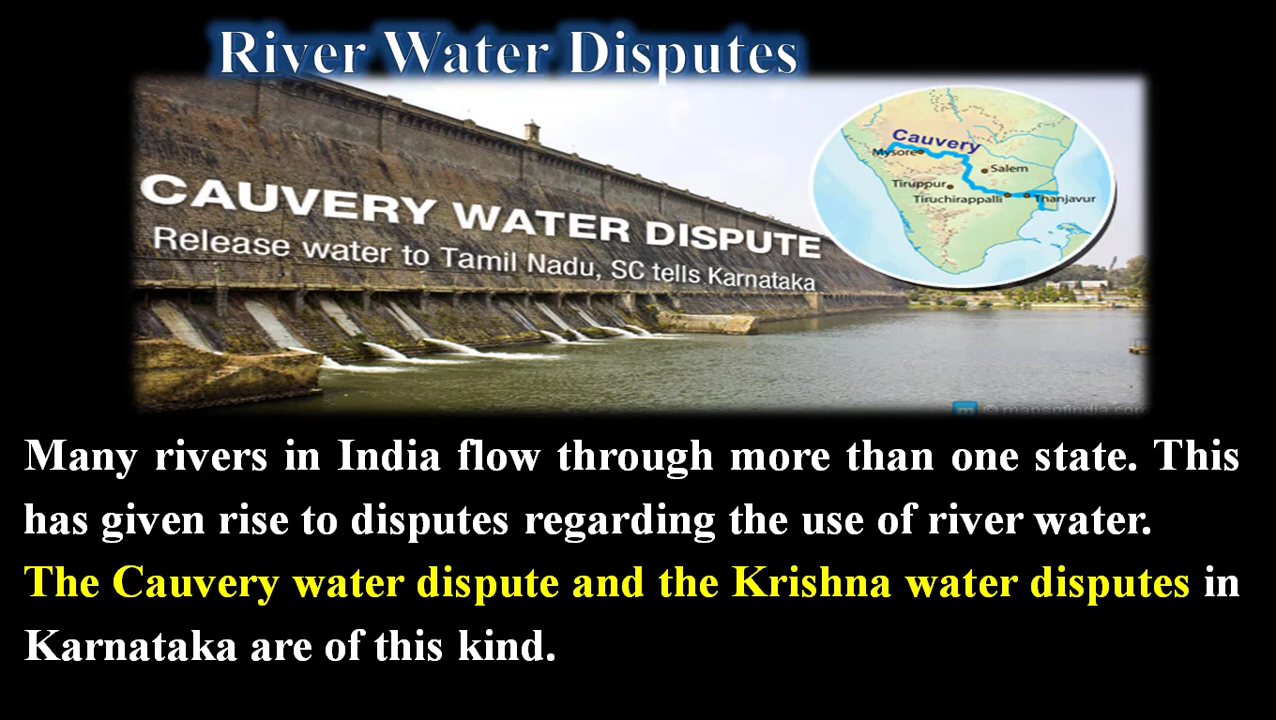 River Water Disputes
CAUVERY WATER DISPUTE
Release water to Tamil Nadu, SC tells Karnataka
Cauvery
Mysore
Salem
Tiruppur
Tiruchirappalli
Thanjavur
m © mapsofindia.com
Many rivers in India flow through more than one state. This
has given rise to disputes regarding the use of river water.
The Cauvery water dispute and the Krishna water disputes in
Karnataka are of this kind.